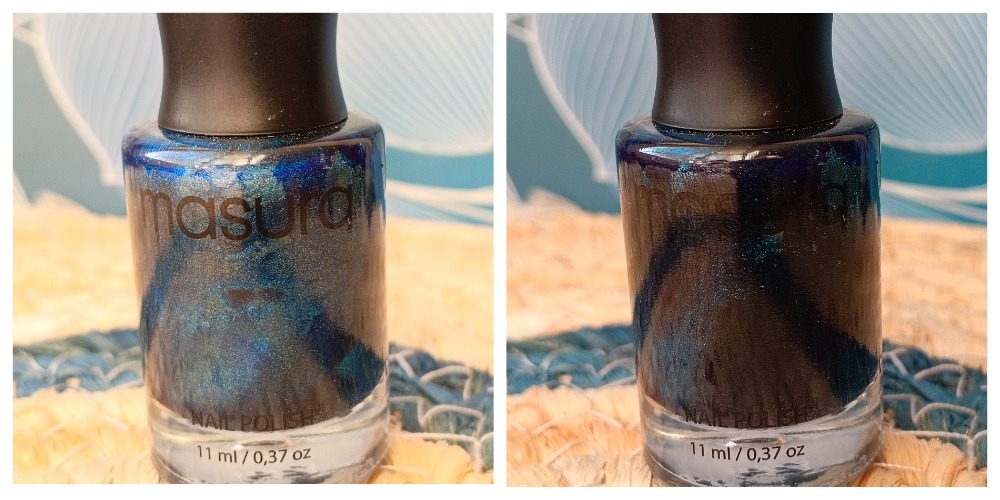 masura
NAIL POLISH
11 ml / 0,37 oz
masura
NAIL POLISH
11 ml / 0,37 oz